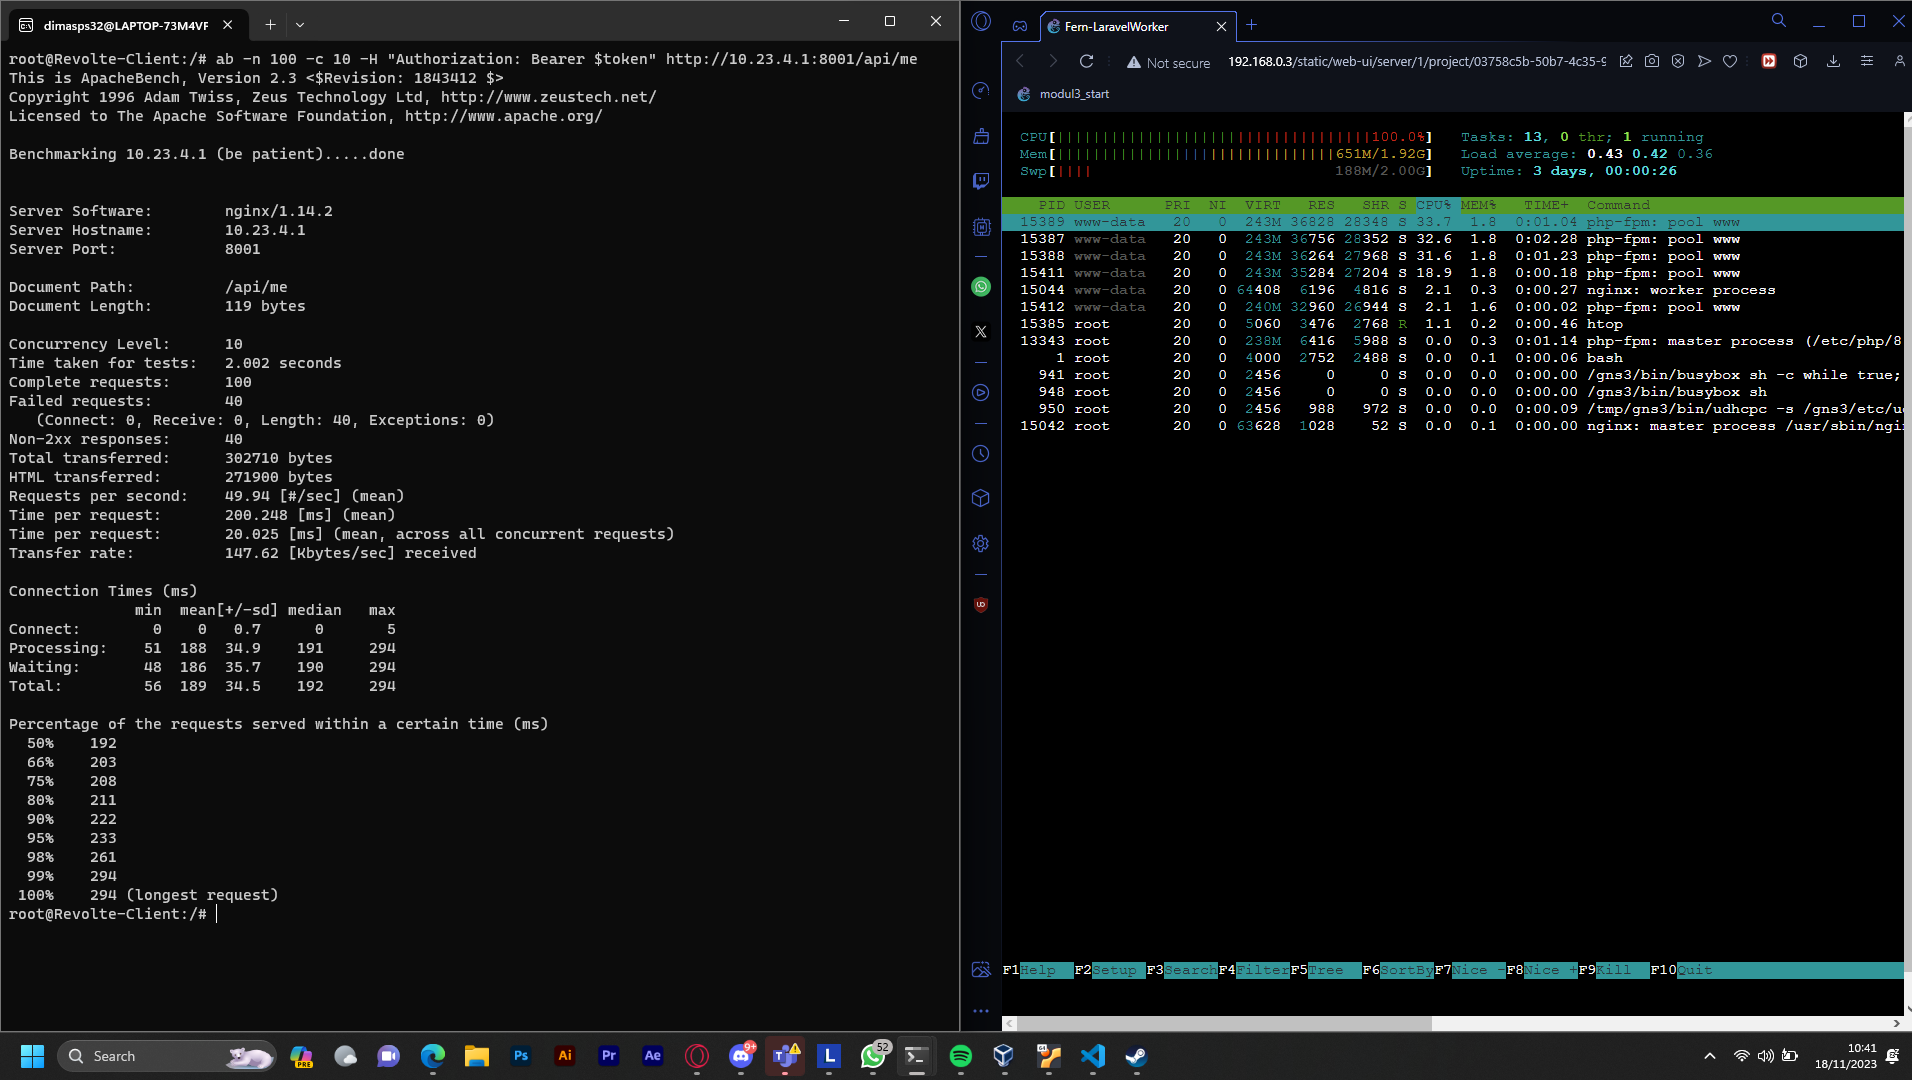 dimasps32@LAPTOP-73M4VF
root@Revolte-Client:/# ab -n 100 -c 10 -H "Authorization: Bearer $token" http://10.23.4.1:8001/api/me
This is ApacheBench, Version 2.3 <$Revision: 1843412 $>
Copyright 1996 Adam Twiss, Zeus Technology Ltd, http://www.zeustech.net/
Licensed to The Apache Software Foundation, http://www.apache.org/
Benchmarking 10.23.4.1 (be patient).....done
Server Software: nginx/1.14.2
Server Hostname: 10.23.4.1
Server Port: 8001
Document Path: /api/me
Document Length: 119 bytes
Concurrency Level: 10
Time taken for tests: 2.002 seconds
Complete requests: 100
Failed requests: 40
(Connect: 0, Receive: 0, Length: 40, Exceptions: 0)
Non-2xx responses: 40
Total transferred: 302710 bytes
HTML transferred: 271900 bytes
Requests per second: 49.94 [#/sec] (mean)
Time per request: 200.248 [ms] (mean)
Time per request: 20.025 [ms] (mean, across all concurrent requests)
Transfer rate: 147.62 [Kbytes/sec] received
Connection Times (ms)
min mean[+/-sd] median max
Connect: 0 0 0.7 0 5
Processing: 51 188 34.9 191 294
Waiting: 48 186 35.7 190 294
Total: 56 189 34.5 192 294
Percentage of the requests served within a certain time (ms)
50% 192
66% 203
75% 208
80% 211
90% 222
95% 233
98% 261
99% 294
100% 294 (longest request)
root@Revolte-Client:/#
Fern-LaravelWorker
Not secure 192.168.0.3/static/web-ui/server/1/project/03758c5b-50b7-4c35-9
modul3_start
CPU[100.0%] Tasks: 13, 0 thr; 1 running
Mem[651M/1.92G] Load average: 0.43 0.42 0.36
Swp[188M/2.00G] Uptime: 3 days, 00:00:26
PID USER PRI NI VIRT RES SHR S CPU% MEM% TIME+ Command
15389 www-data 20 0 243M 36828 28348 S 33.7 1.8 0:01.04 php-fpm: pool www
15387 www-data 20 0 243M 36756 28352 S 32.6 1.8 0:02.28 php-fpm: pool www
15388 www-data 20 0 243M 36264 27968 S 31.6 1.8 0:01.23 php-fpm: pool www
15411 www-data 20 0 243M 35284 27204 S 18.9 1.8 0:00.18 php-fpm: pool www
15044 www-data 20 0 64408 6196 4816 S 2.1 0.3 0:00.27 nginx: worker process
15412 www-data 20 0 240M 32960 26944 S 2.1 1.6 0:00.02 php-fpm: pool www
15385 root 20 0 5060 3476 2768 R 1.1 0.2 0:00.46 htop
13343 root 20 0 238M 6416 5988 S 0.0 0.3 0:01.14 php-fpm: master process (/etc/php/8
1 root 20 0 4000 2752 2488 S 0.0 0.1 0:00.06 bash
941 root 20 0 2456 0 0 S 0.0 0.0 0:00.00 /gns3/bin/busybox sh -c while true;
948 root 20 0 2456 0 0 S 0.0 0.0 0:00.00 /gns3/bin/busybox sh
950 root 20 0 2456 988 972 S 0.0 0.0 0:00.09 /tmp/gns3/bin/udhcpc -s /gns3/etc/ud
15042 root 20 0 63628 1028 52 S 0.0 0.1 0:00.00 nginx: master process /usr/sbin/ngi
F1Help F2Setup F3SearchF4FilterF5Tree F6SortByF7Nice -F8Nice +F9Kill F10Quit
Search
PRE
Ps
Ai
Pr
Ae
9+
L
52
10:41
18/11/2023